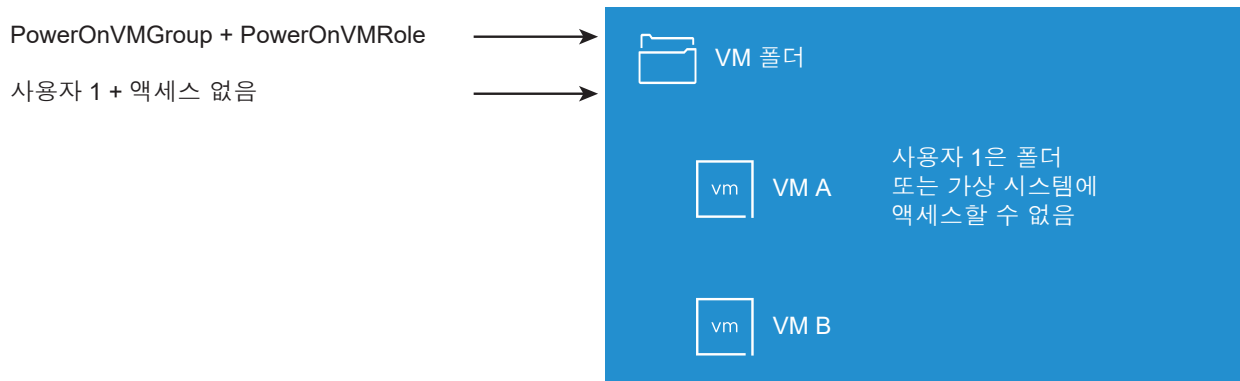 PowerOnVMGroup + PowerOnVMRole
사용자 1 + 액세스 없음
VM 폴더
vm VM A
사용자 1은 폴더
또는 가상 시스템에
액세스할 수 없음
vm VM B